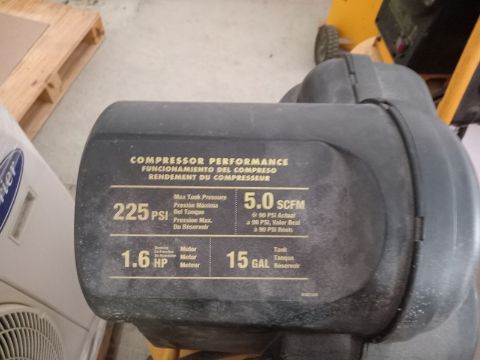 COMPRESSOR PERFORMANCE
FUNCIONAMIENTO DEL COMPRESO
RENDEMENT DU COMPRESSEUR
225 PSI
Max Tank Pressure
Presión Máxima
Del Tanque
Pression Max.
Du Réservoir
5.0 SCFM
@ 90 PSI Actual
a 90 PSI, Valor Real
à 90 PSI Réels
1.6 HP
Running
Motor
Motor
Moteur
15 GAL
Tank
Tanque
Réservoir